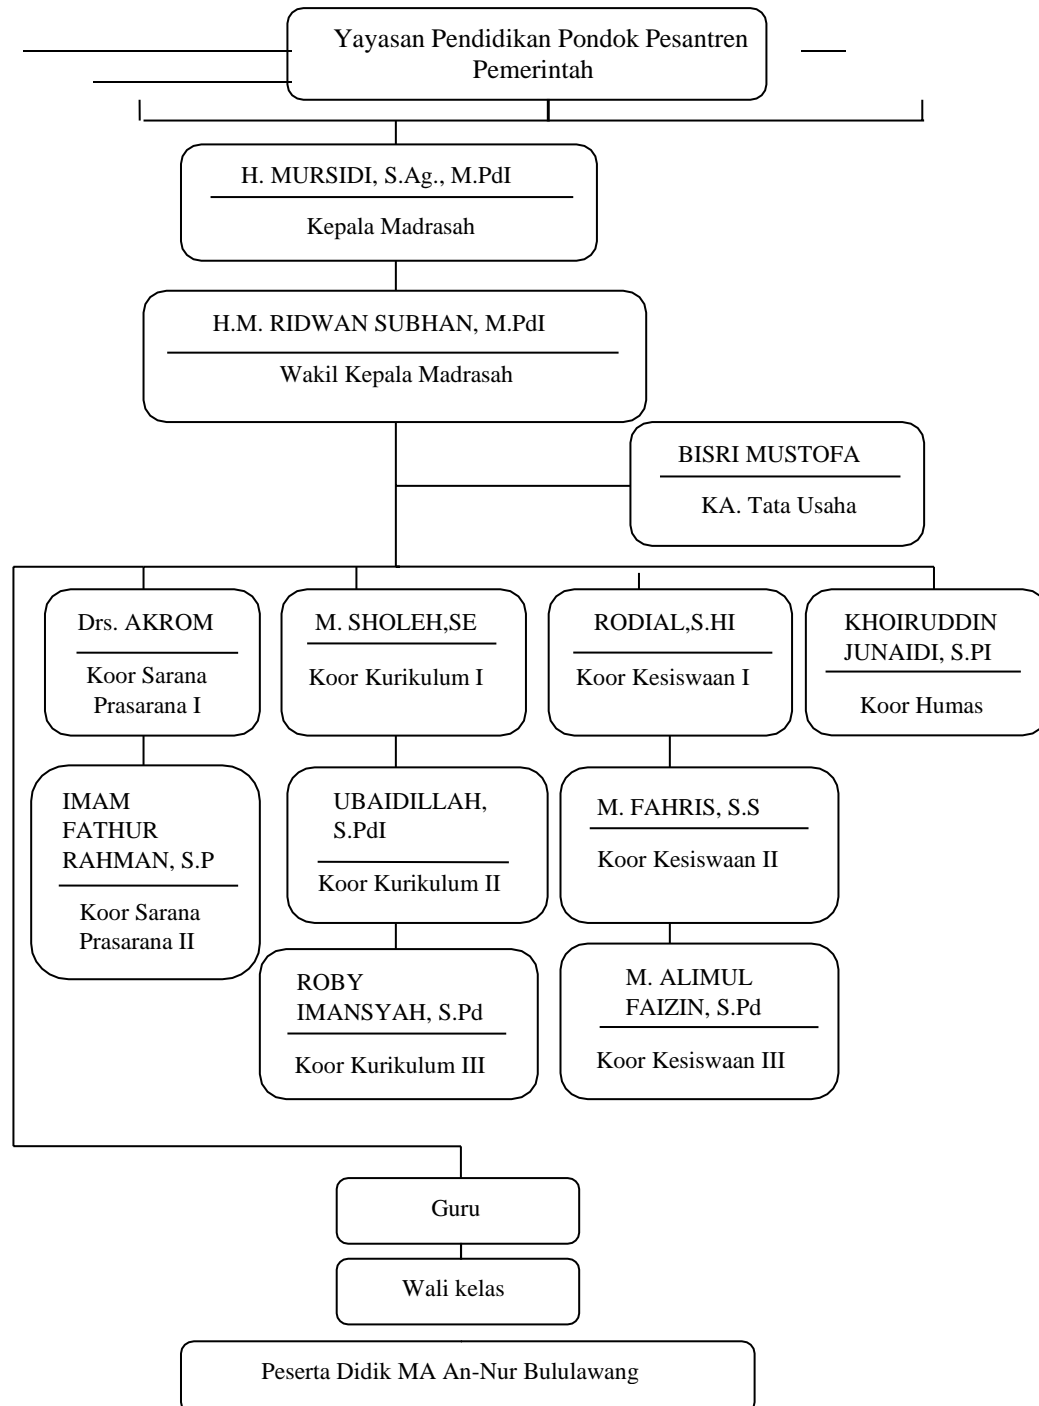 Yayasan Pendidikan Pondok Pesantren
Pemerintah
H. MURSIDI, S.Ag., M.PdI
Kepala Madrasah
H.M. RIDWAN SUBHAN, M.PdI
Wakil Kepala Madrasah
BISRI MUSTOFA
KA. Tata Usaha
Drs. AKROM
Koor Sarana
Prasarana I
M. SHOLEH,SE
Koor Kurikulum I
RODIAL,S.HI
Koor Kesiswaan I
KHOIRUDDIN
JUNAIDI, S.PI
Koor Humas
IMAM
FATHUR
RAHMAN, S.P
Koor Sarana
Prasarana II
UBAIDILLAH,
S.PdI
Koor Kurikulum II
M. FAHRIS, S.S
Koor Kesiswaan II
ROBY
IMANSYAH, S.Pd
Koor Kurikulum III
M. ALIMUL
FAIZIN, S.Pd
Koor Kesiswaan III
Guru
Wali kelas
Peserta Didik MA An-Nur Bululawang